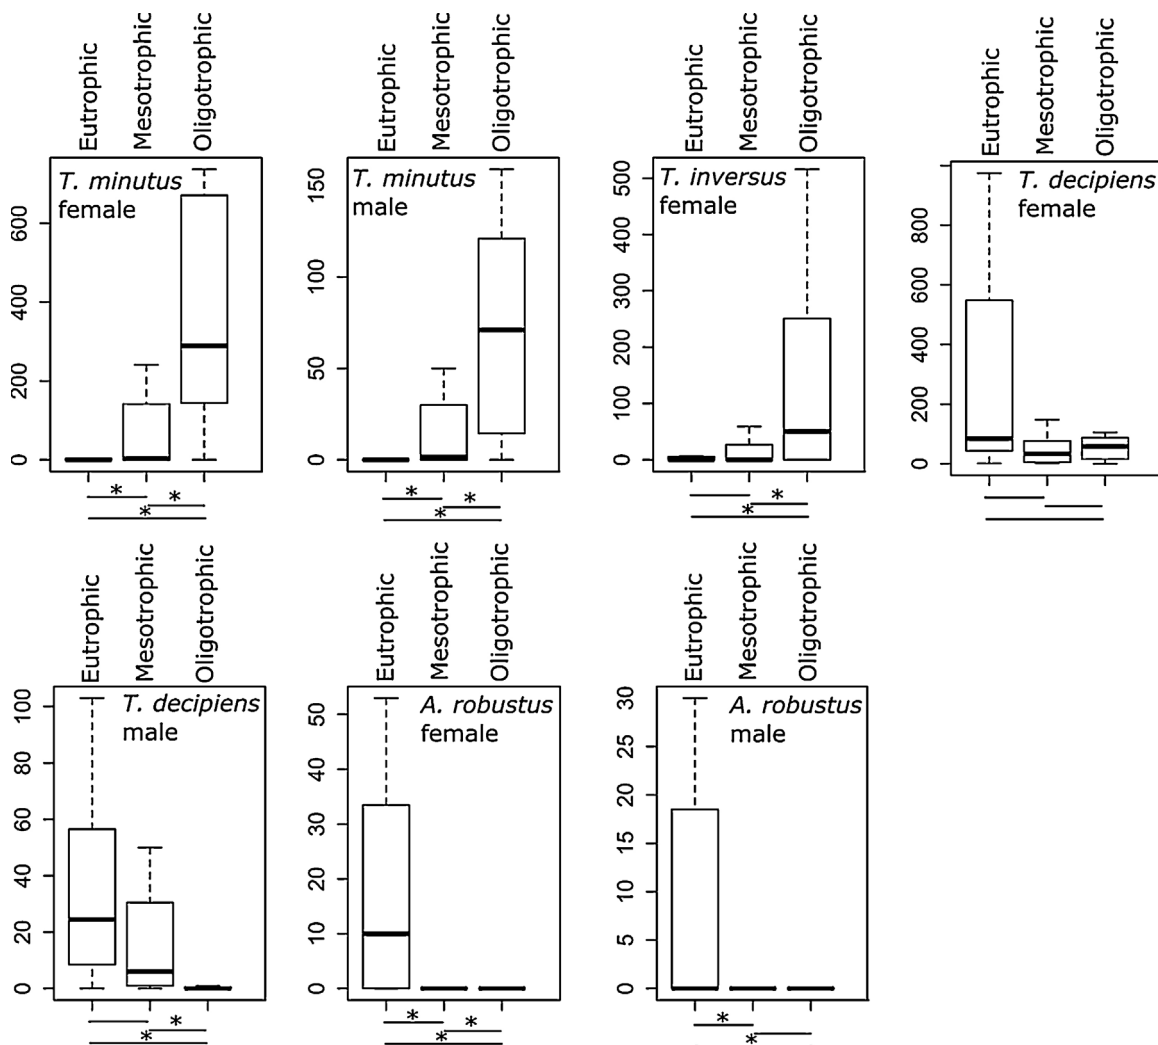 Eutrophic
Mesotrophic
Oligotrophic
T. minutus
female
0
200
400
600
* *
*
Eutrophic
Mesotrophic
Oligotrophic
T. minutus
male
0
50
100
150
* *
*
Eutrophic
Mesotrophic
Oligotrophic
T. inversus
female
0
100
200
300
400
500
*
*
Eutrophic
Mesotrophic
Oligotrophic
T. decipiens
female
0
200
400
600
800
Eutrophic
Mesotrophic
Oligotrophic
T. decipiens
male
0
20
40
60
80
100
*
*
Eutrophic
Mesotrophic
Oligotrophic
A. robustus
female
0
10
20
30
40
50
* *
*
Eutrophic
Mesotrophic
Oligotrophic
A. robustus
male
0
5
10
15
20
25
30
* *
*